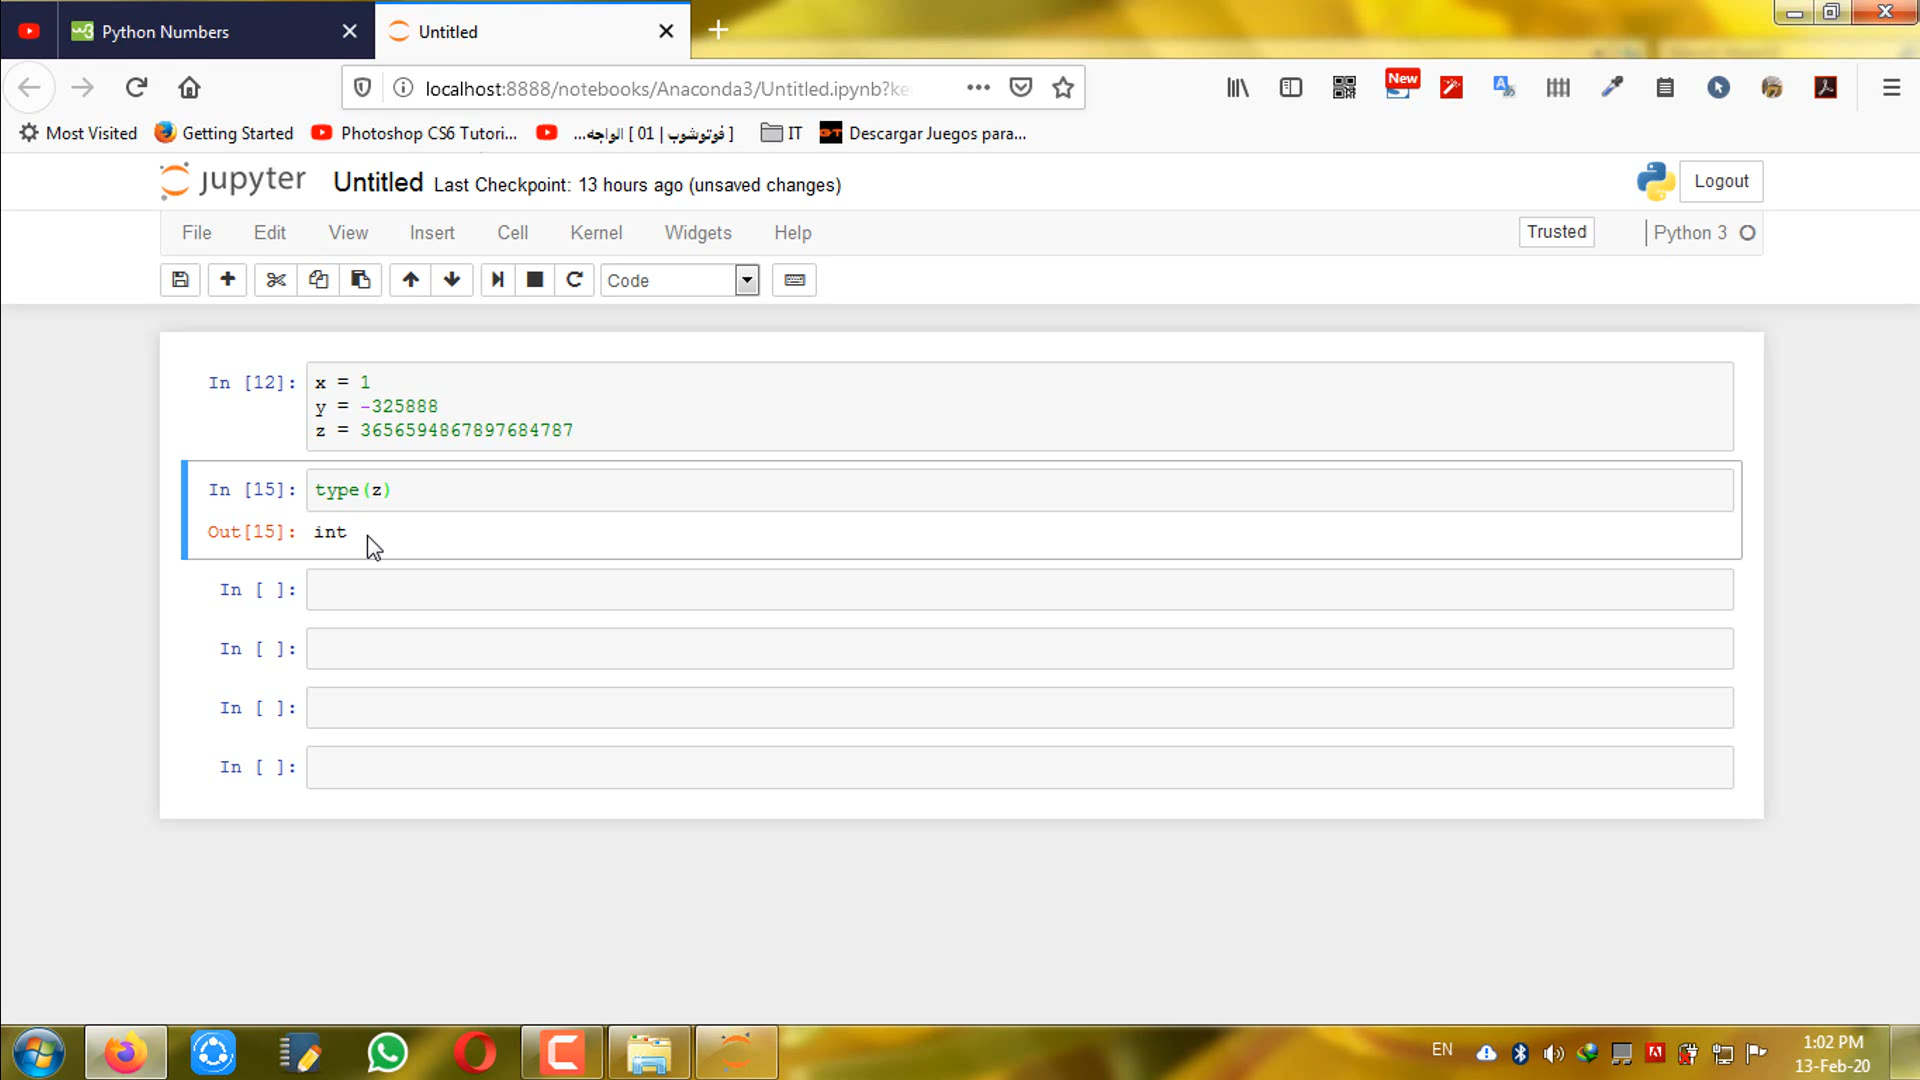 Python Numbers
Untitled
localhost:8888/notebooks/Anaconda3/Untitled.ipynb?ke
New
Most Visited
Getting Started
Photoshop CS6 Tutori...
[ فوتوشوب | 01 ] الواجه...
IT
Descargar Juegos para...
jupyter
Untitled
Last Checkpoint: 13 hours ago (unsaved changes)
Logout
File Edit View Insert Cell Kernel Widgets Help
Trusted
Python 3
Code
In [12]: x = 1
y = -325888
z = 3656594867897684787
In [15]: type(z)
Out[15]: int
In [ ]:
In [ ]:
In [ ]:
In [ ]:
EN
1:02 PM
13-Feb-20